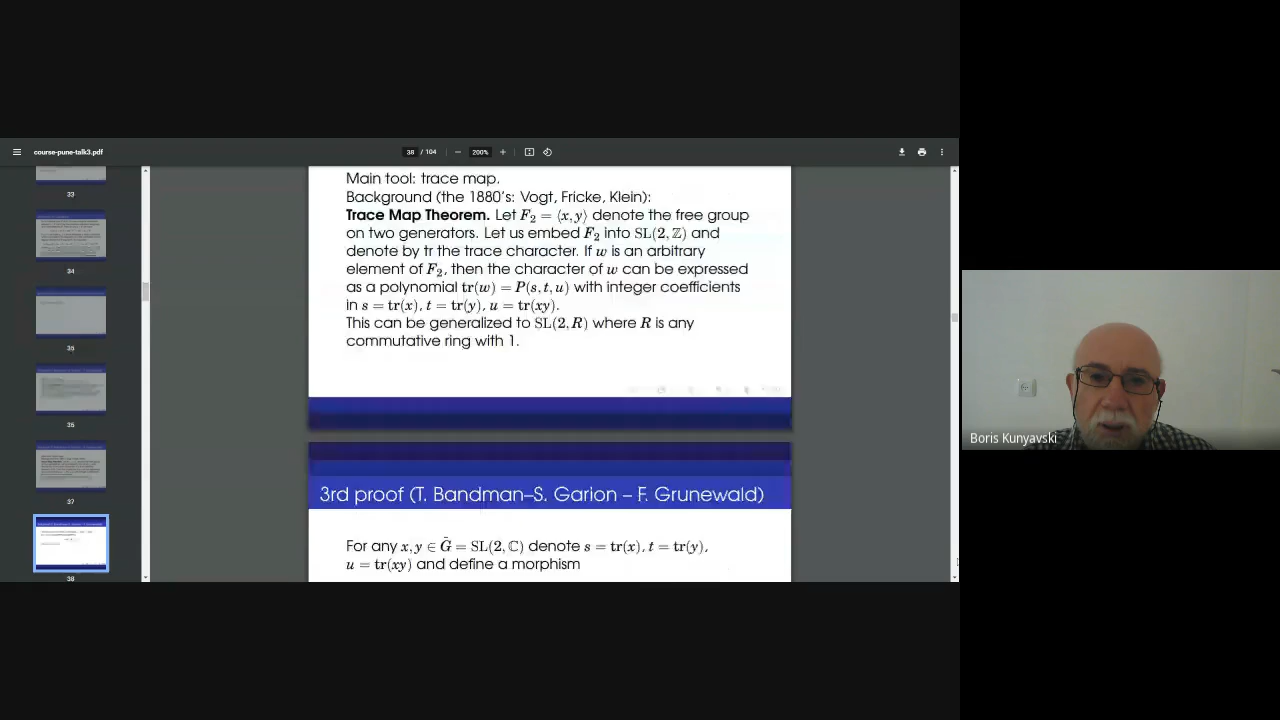 course-pune-talk3.pdf
38 / 104
200%
33
34
35
36
37
38
Main tool: trace map.
Background (the 1880's: Vogt, Fricke, Klein):
Trace Map Theorem. Let F₂ = ⟨x, y⟩ denote the free group
on two generators. Let us embed F₂ into SL(2, ℤ) and
denote by tr the trace character. If w is an arbitrary
element of F₂, then the character of w can be expressed
as a polynomial tr(w) = P(s, t, u) with integer coefficients
in s = tr(x), t = tr(y), u = tr(xy).
This can be generalized to SL(2, R) where R is any
commutative ring with 1.
3rd proof (T. Bandman–S. Garion – F. Grunewald)
For any x, y ∈ G̃ = SL(2, ℂ) denote s = tr(x), t = tr(y),
u = tr(xy) and define a morphism
Boris Kunyavski